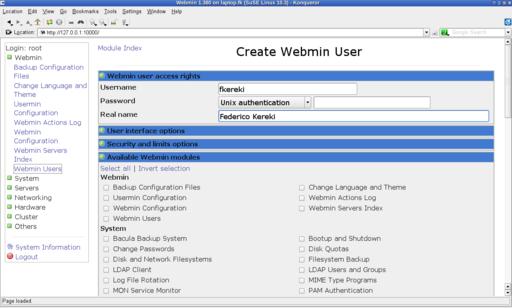 Webmin 1.380 on laptop.fk (SuSE Linux 10.3) - Konqueror
Location Edit View Go Bookmarks Tools Settings Window Help
Location: http://127.0.0.1:10000/
Google Search
Login: root
Webmin
Backup Configuration
Files
Change Language and
Theme
Usermin
Configuration
Webmin Actions Log
Webmin
Configuration
Webmin Servers
Index
Webmin Users
System
Servers
Networking
Hardware
Cluster
Others
System Information
Logout
Module Index
Create Webmin User
Webmin user access rights
Username fkereki
Password Unix authentication
Real name Federico Kereki
User interface options
Security and limits options
Available Webmin modules
Select all | Invert selection
Webmin
Backup Configuration Files Change Language and Theme
Usermin Configuration Webmin Actions Log
Webmin Configuration Webmin Servers Index
Webmin Users
System
Bacula Backup System Bootup and Shutdown
Change Passwords Disk Quotas
Disk and Network Filesystems Filesystem Backup
LDAP Client LDAP Users and Groups
Log File Rotation MIME Type Programs
MON Service Monitor PAM Authentication
Page loaded.